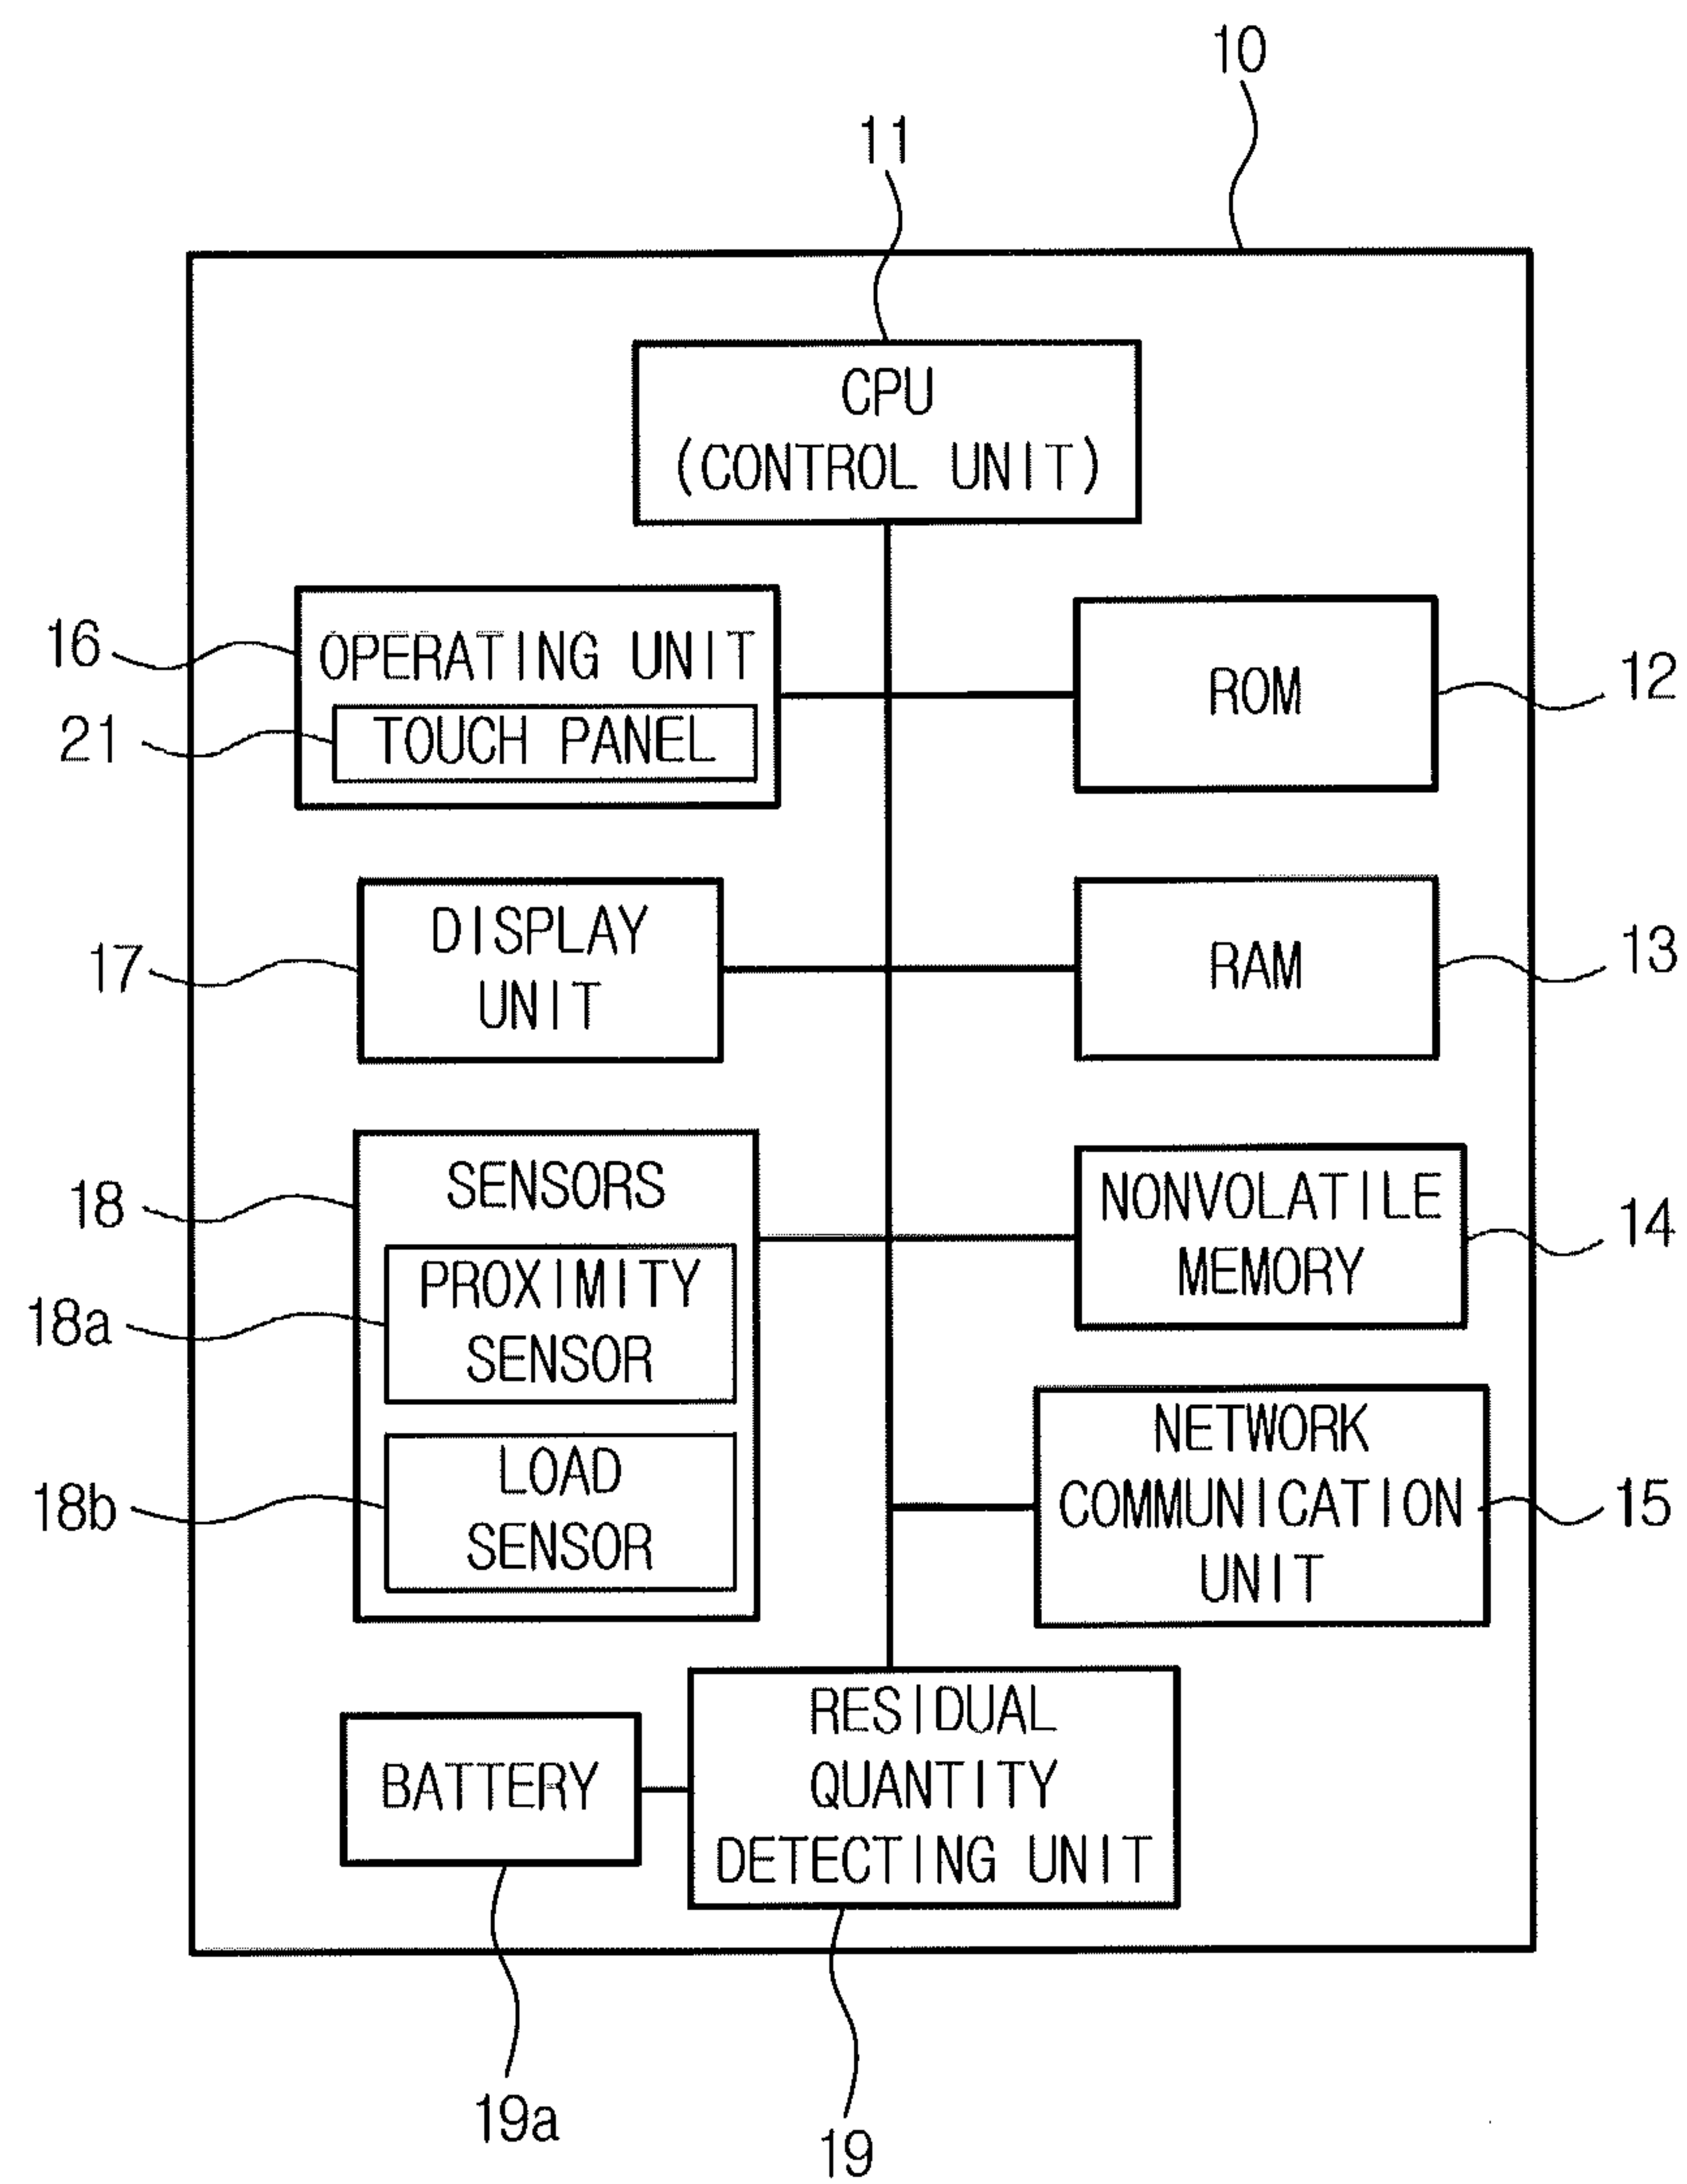 10
11
CPU
(CONTROL UNIT)
16
OPERATING UNIT
21
TOUCH PANEL
ROM
12
17
DISPLAY
UNIT
RAM
13
18
SENSORS
18a
PROXIMITY
SENSOR
18b
LOAD
SENSOR
NONVOLATILE
MEMORY
14
NETWORK
COMMUNICATION
UNIT
15
BATTERY
RESIDUAL
QUANTITY
DETECTING UNIT
19a
19